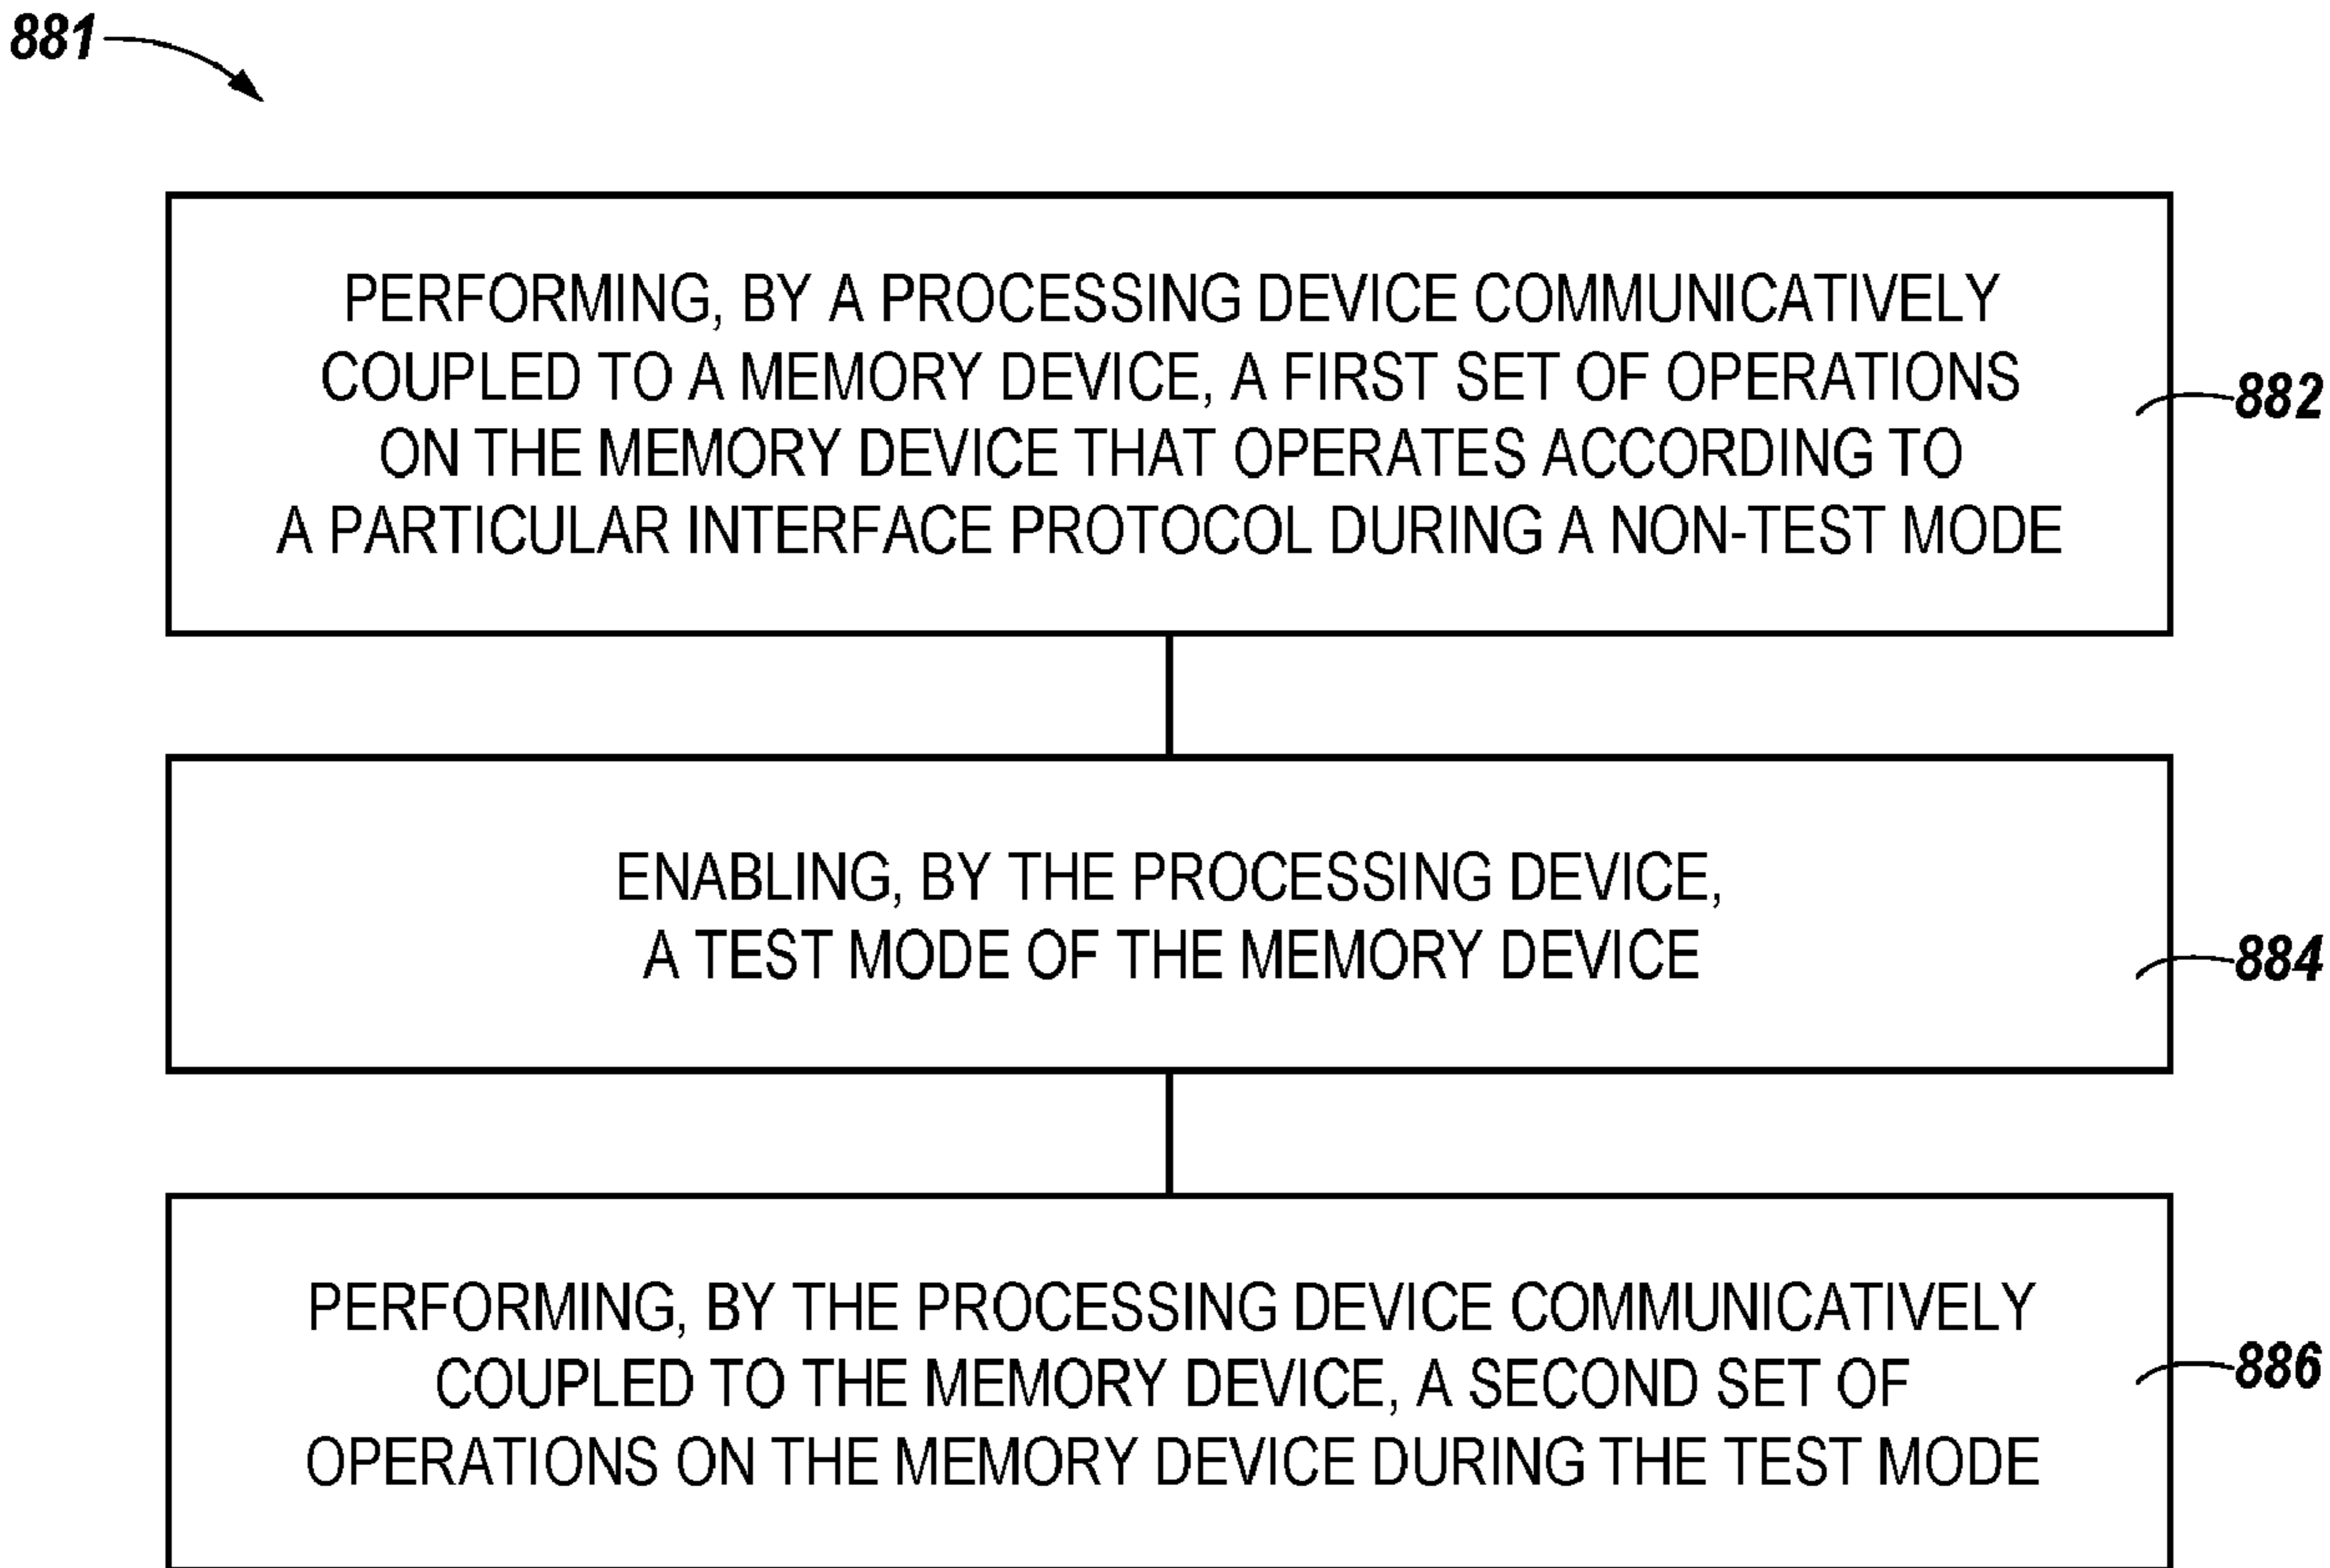 881
PERFORMING, BY A PROCESSING DEVICE COMMUNICATIVELY
COUPLED TO A MEMORY DEVICE, A FIRST SET OF OPERATIONS
ON THE MEMORY DEVICE THAT OPERATES ACCORDING TO
A PARTICULAR INTERFACE PROTOCOL DURING A NON-TEST MODE
882
ENABLING, BY THE PROCESSING DEVICE,
A TEST MODE OF THE MEMORY DEVICE
884
PERFORMING, BY THE PROCESSING DEVICE COMMUNICATIVELY
COUPLED TO THE MEMORY DEVICE, A SECOND SET OF
OPERATIONS ON THE MEMORY DEVICE DURING THE TEST MODE
886